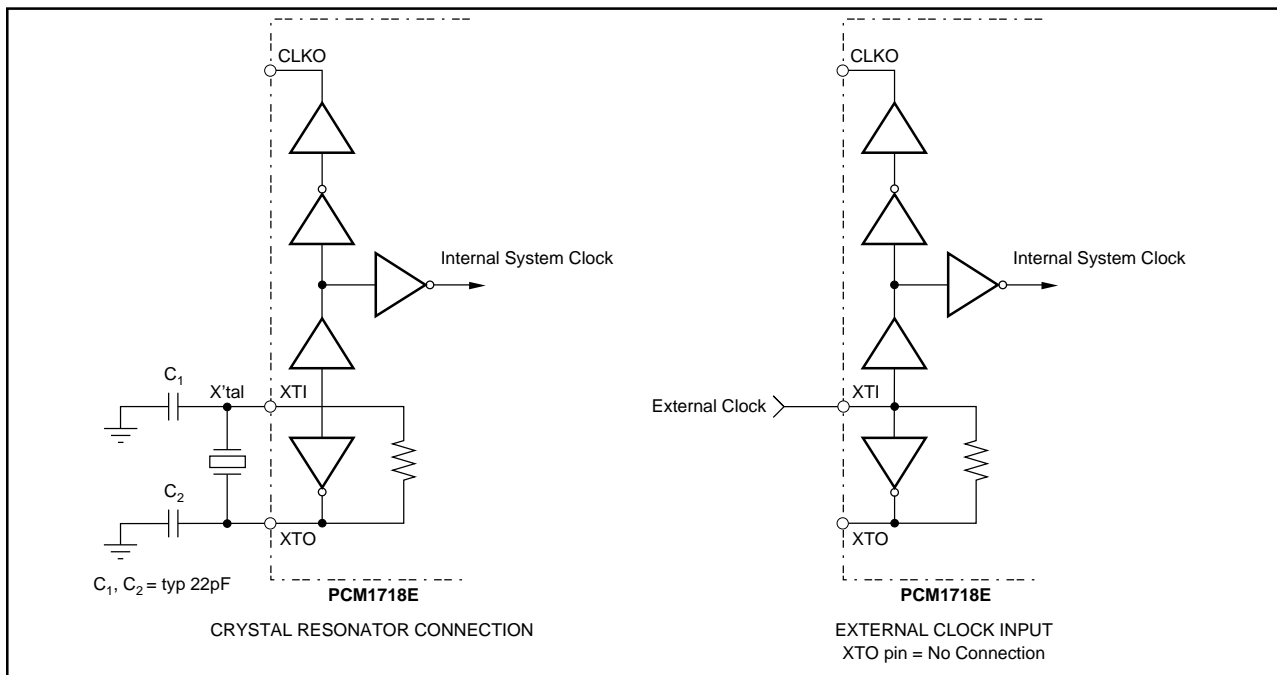 CLKO
Internal System Clock
C1
X'tal
XTI
C2
XTO
C1, C2 = typ 22pF
PCM1718E
CRYSTAL RESONATOR CONNECTION
CLKO
Internal System Clock
XTI
External Clock
XTO
PCM1718E
EXTERNAL CLOCK INPUT
XTO pin = No Connection